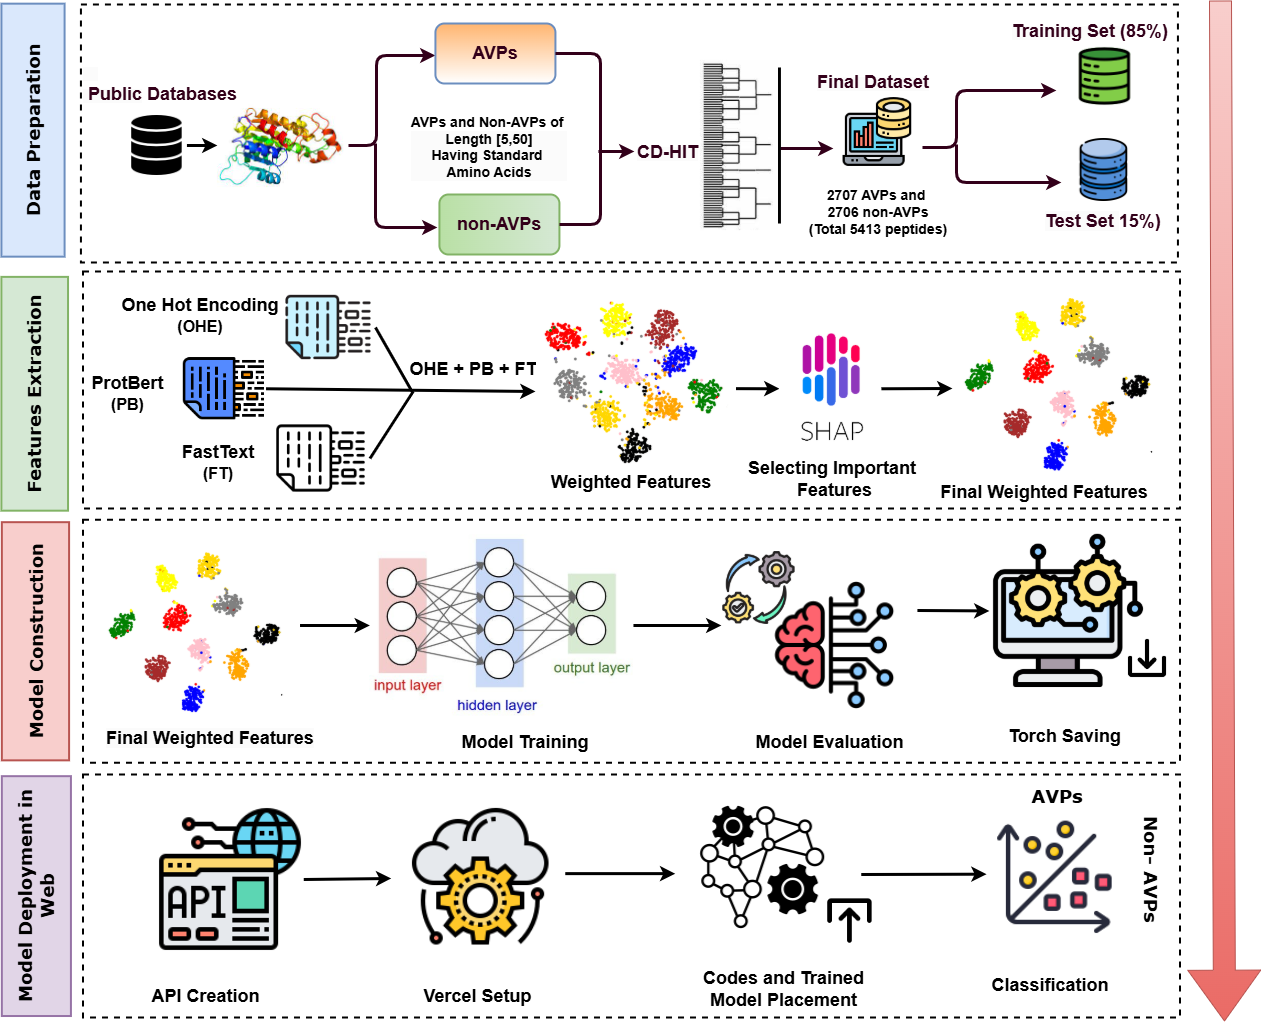 Data Preparation
Public Databases
AVPs
AVPs and Non-AVPs of
Length [5,50]
Having Standard
Amino Acids
non-AVPs
CD-HIT
Final Dataset
2707 AVPs and
2706 non-AVPs
(Total 5413 peptides)
Training Set (85%)
Test Set 15%)
Features Extraction
One Hot Encoding
(OHE)
ProtBert
(PB)
FastText
(FT)
OHE + PB + FT
Weighted Features
SHAP
Selecting Important
Features
Final Weighted Features
Model Construction
Final Weighted Features
input layer
hidden layer
output layer
Model Training
Model Evaluation
Torch Saving
Model Deployment in
Web
API
API Creation
Vercel Setup
Codes and Trained
Model Placement
AVPs
Non- AVPs
Classification